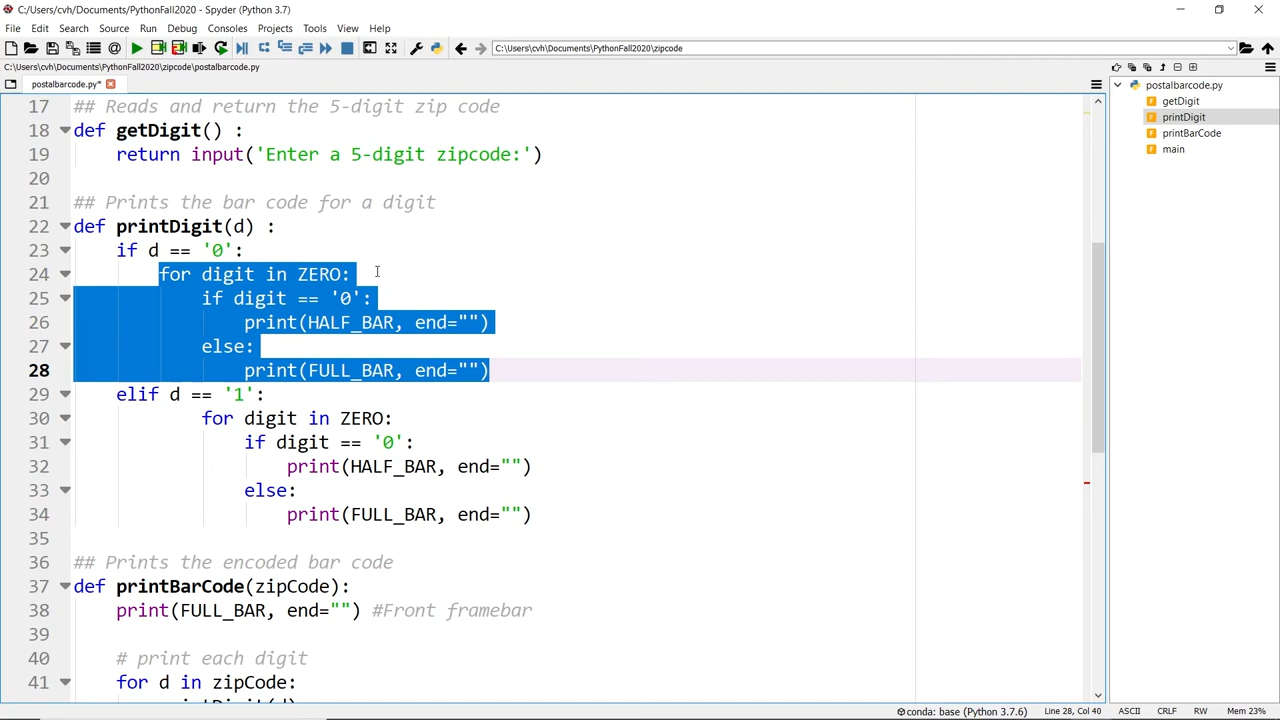 C:/Users/cvh/Documents/PythonFall2020 - Spyder (Python 3.7)
File Edit Search Source Run Debug Consoles Projects Tools View Help
C:\Users\cvh\Documents\PythonFall2020\zipcode
C:\Users\cvh\Documents\PythonFall2020\zipcode\postalbarcode.py
postalbarcode.py*
17 ## Reads and return the 5-digit zip code
18 def getDigit() :
19 return input('Enter a 5-digit zipcode:')
20
21 ## Prints the bar code for a digit
22 def printDigit(d) :
23 if d == '0':
24 for digit in ZERO:
25 if digit == '0':
26 print(HALF_BAR, end="")
27 else:
28 print(FULL_BAR, end="")
29 elif d == '1':
30 for digit in ZERO:
31 if digit == '0':
32 print(HALF_BAR, end="")
33 else:
34 print(FULL_BAR, end="")
35
36 ## Prints the encoded bar code
37 def printBarCode(zipCode):
38 print(FULL_BAR, end="") #Front framebar
39
40 # print each digit
41 for d in zipCode:
postalbarcode.py
getDigit
printDigit
printBarCode
main
conda: base (Python 3.7.6) Line 28, Col 40 ASCII CRLF RW Mem 23%